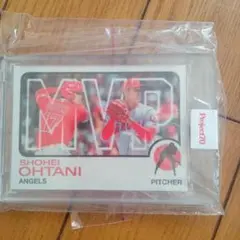 MVP
SHOHEI
OHTANI
ANGELS
PITCHER
Project70